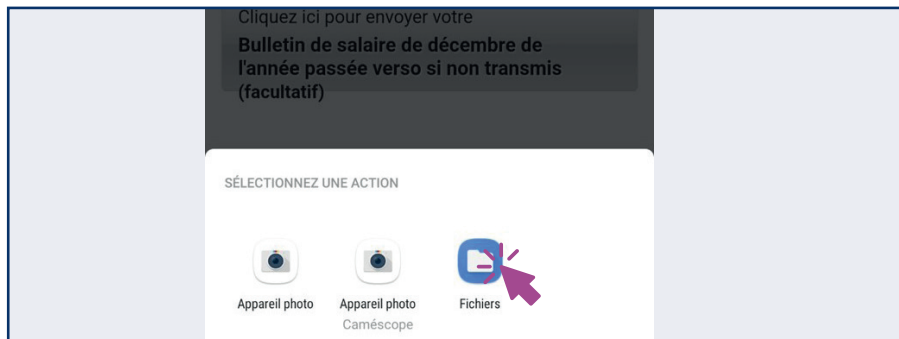 Cliquez ici pour envoyer votre
Bulletin de salaire de décembre de
l'année passée verso si non transmis
(facultatif)
SÉLECTIONNEZ UNE ACTION
Appareil photo
Appareil photo
Caméscope
Fichiers